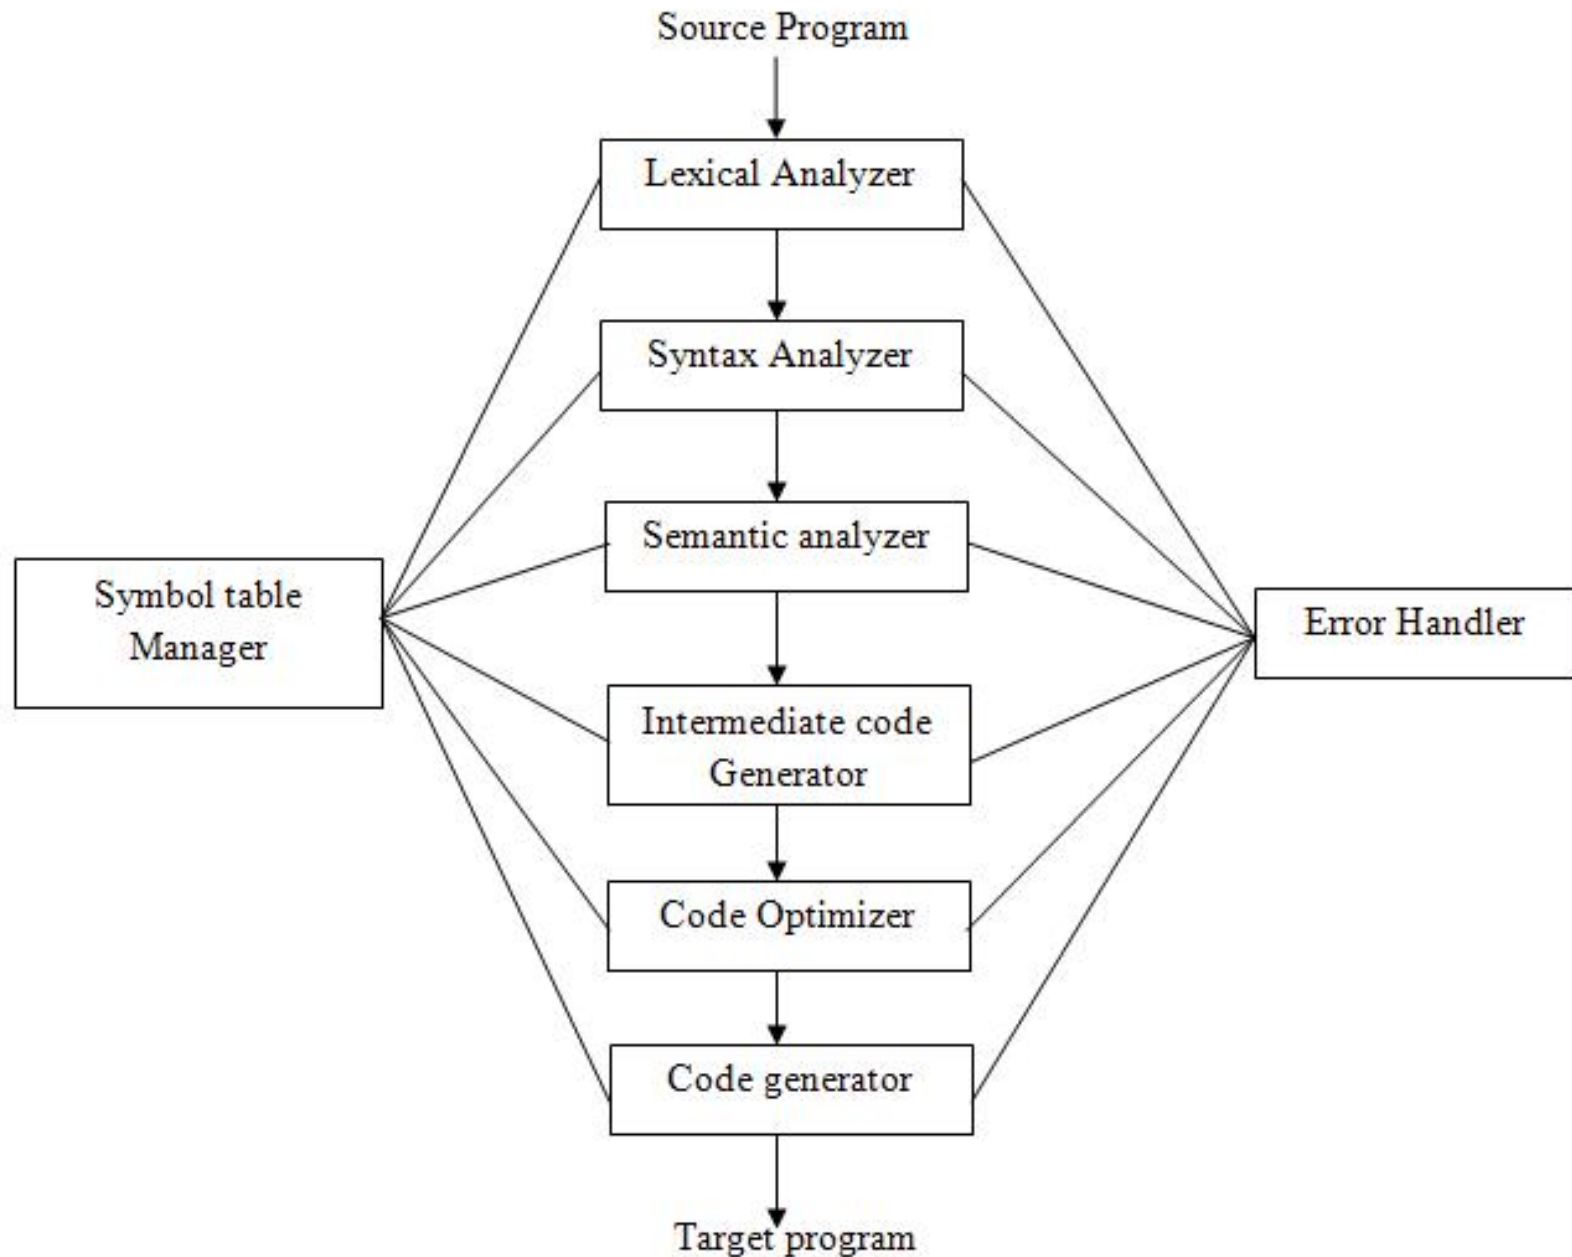 Source Program
Lexical Analyzer
Syntax Analyzer
Semantic analyzer
Symbol table
Manager
Error Handler
Intermediate code
Generator
Code Optimizer
Code generator
Target program